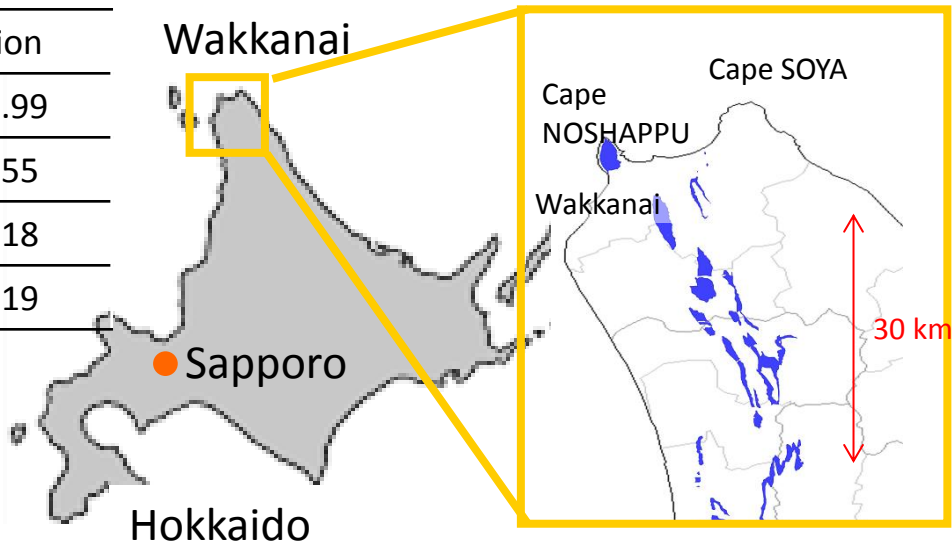 ion
.99
55
18
19
Wakkanai
Sapporo
Hokkaido
Cape SOYA
Cape
NOSHAPPU
Wakkanai
30 km